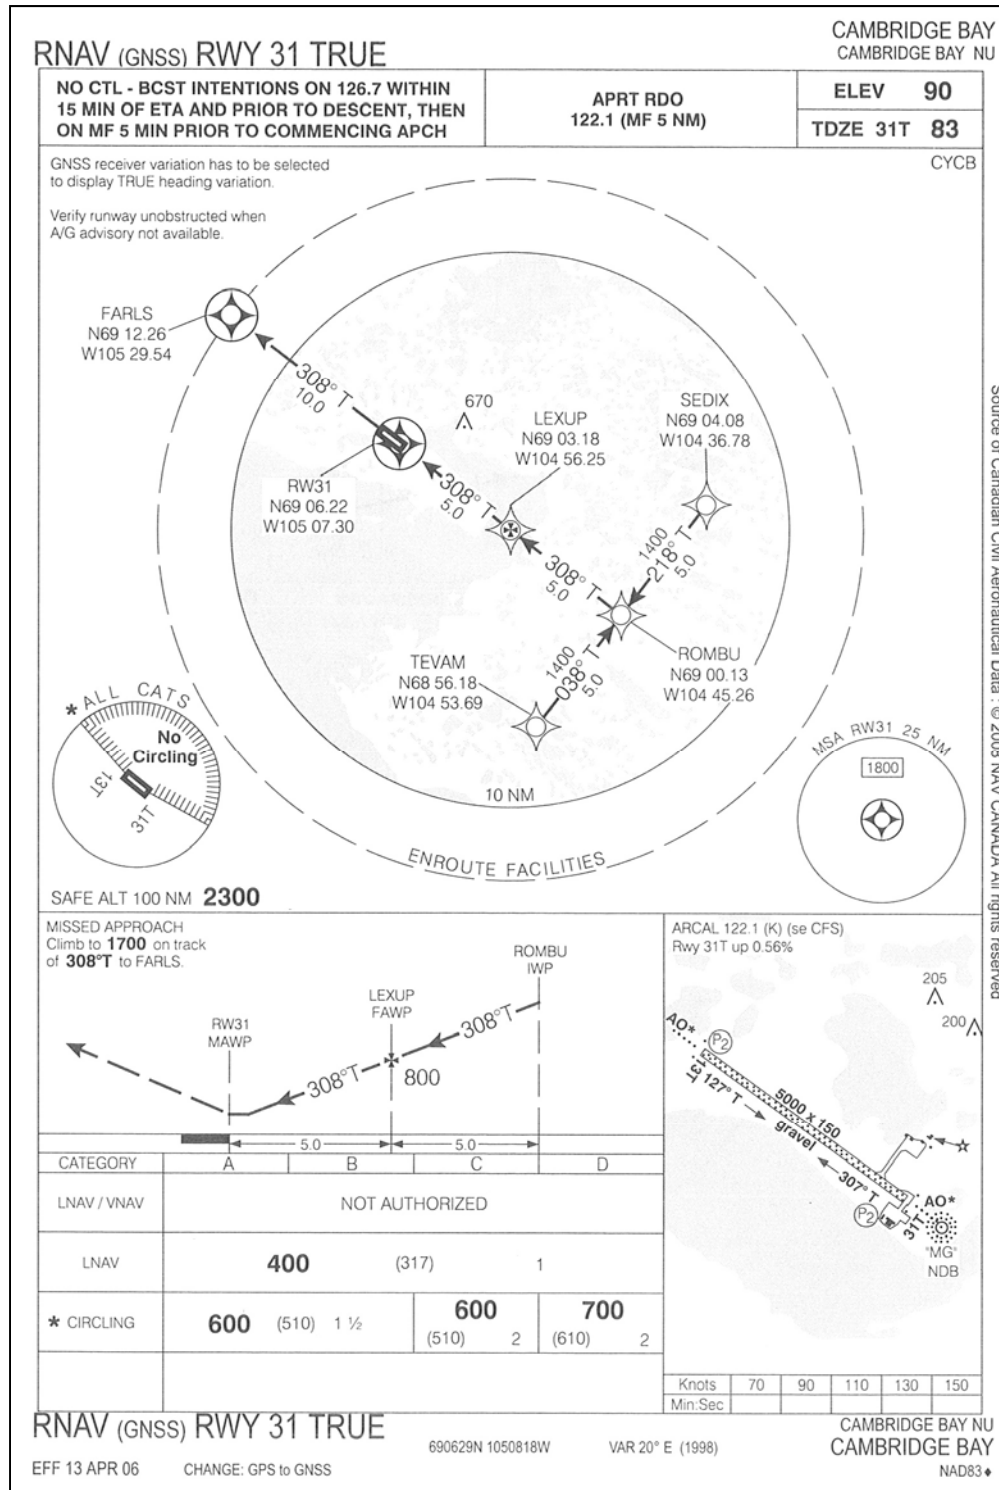 CAMBRIDGE BAY
RNAV (GNSS) RWY 31 TRUE
CAMBRIDGE BAY NU
NO CTL - BCST INTENTIONS ON 126.7 WITHIN
15 MIN OF ETA AND PRIOR TO DESCENT, THEN
ON MF 5 MIN PRIOR TO COMMENCING APCH
APRT RDO
122.1 (MF 5 NM)
ELEV 90
TDZE 31T 83
GNSS receiver variation has to be selected
to display TRUE heading variation.
CYCB
Verify runway unobstructed when
A/G advisory not available.
FARLS
N69 12.26
W105 29.54
308° T
10.0
670
LEXUP
N69 03.18
W104 56.25
SEDIX
N69 04.08
W104 36.78
RW31
N69 06.22
W105 07.30
308° T
5.0
308° T
5.0
1400
218° T
5.0
TEVAM
N68 56.18
W104 53.69
1400
038° T
5.0
ROMBU
N69 00.13
W104 45.26
* ALL CATS
No
Circling
13T
31T
10 NM
ENROUTE FACILITIES
MSA RW31 25 NM
1800
SAFE ALT 100 NM 2300
Source of Canadian Civil Aeronautical Data : © 2005 NAV CANADA All rights reserved
MISSED APPROACH
Climb to 1700 on track
of 308°T to FARLS.
ROMBU
IWP
LEXUP
FAWP
RW31
MAWP
308°T
308°T
800
5.0
5.0
ARCAL 122.1 (K) (se CFS)
Rwy 31T up 0.56%
205
200
AO*
P2
13T
127° T
5000 x 150
gravel
307° T
P2
AO*
31T
"MG"
NDB
CATEGORY A B C D
LNAV / VNAV NOT AUTHORIZED
LNAV 400 (317) 1
* CIRCLING 600 (510) 1 ½ 600 (510) 2 700 (610) 2
Knots 70 90 110 130 150
Min:Sec
RNAV (GNSS) RWY 31 TRUE
CAMBRIDGE BAY NU
690629N 1050818W VAR 20° E (1998)
CAMBRIDGE BAY
EFF 13 APR 06 CHANGE: GPS to GNSS
NAD83